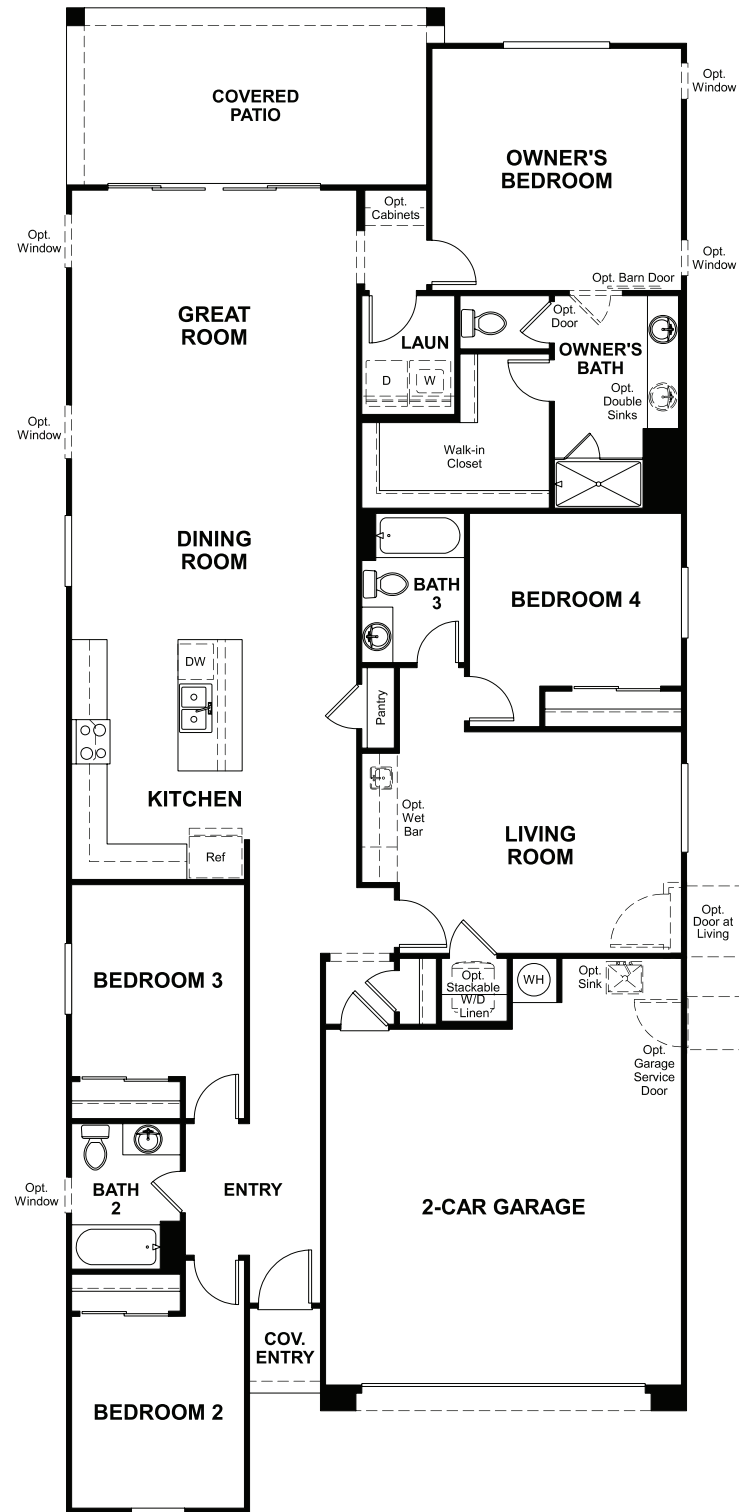 COVERED
PATIO
Opt.
Window
OWNER'S
BEDROOM
Opt.
Cabinets
Opt.
Window
Opt.
Window
Opt. Barn Door
GREAT
ROOM
Opt.
Door
LAUN
OWNER'S
BATH
D
W
Opt.
Double
Sinks
Opt.
Window
Walk-in
Closet
DINING
ROOM
BATH
3
BEDROOM 4
DW
Pantry
KITCHEN
Opt.
Wet
Bar
LIVING
ROOM
Ref
Opt.
Door at
Living
BEDROOM 3
Opt.
Stackable
W/D
Linen
WH
Opt.
Sink
Opt.
Garage
Service
Door
Opt.
Window
BATH
2
ENTRY
2-CAR GARAGE
COV.
ENTRY
BEDROOM 2